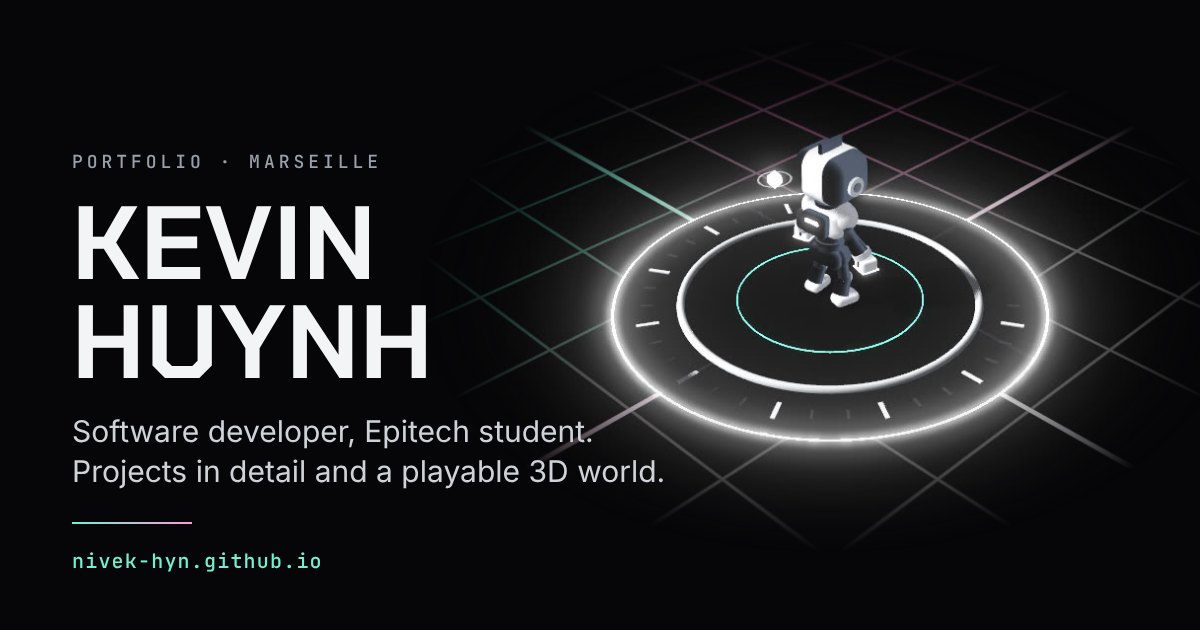 PORTFOLIO · MARSEILLE
KEVIN
HUYNH
Software developer, Epitech student.
Projects in detail and a playable 3D world.
nivek-hyn.github.io